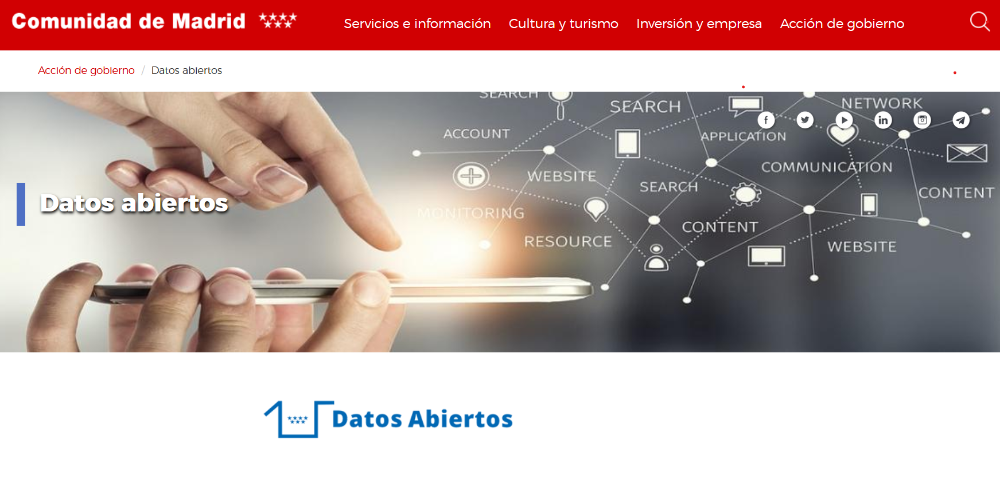 Comunidad de Madrid
Servicios e información
Cultura y turismo
Inversión y empresa
Acción de gobierno
Acción de gobierno / Datos abiertos
SEARCH
SEARCH
NETWORK
ACCOUNT
APPLICATION
COMMUNICATION
WEBSITE
SEARCH
CONTENT
Datos abiertos
MONITORING
CONTENT
RESOURCE
WEBSITE
Datos Abiertos